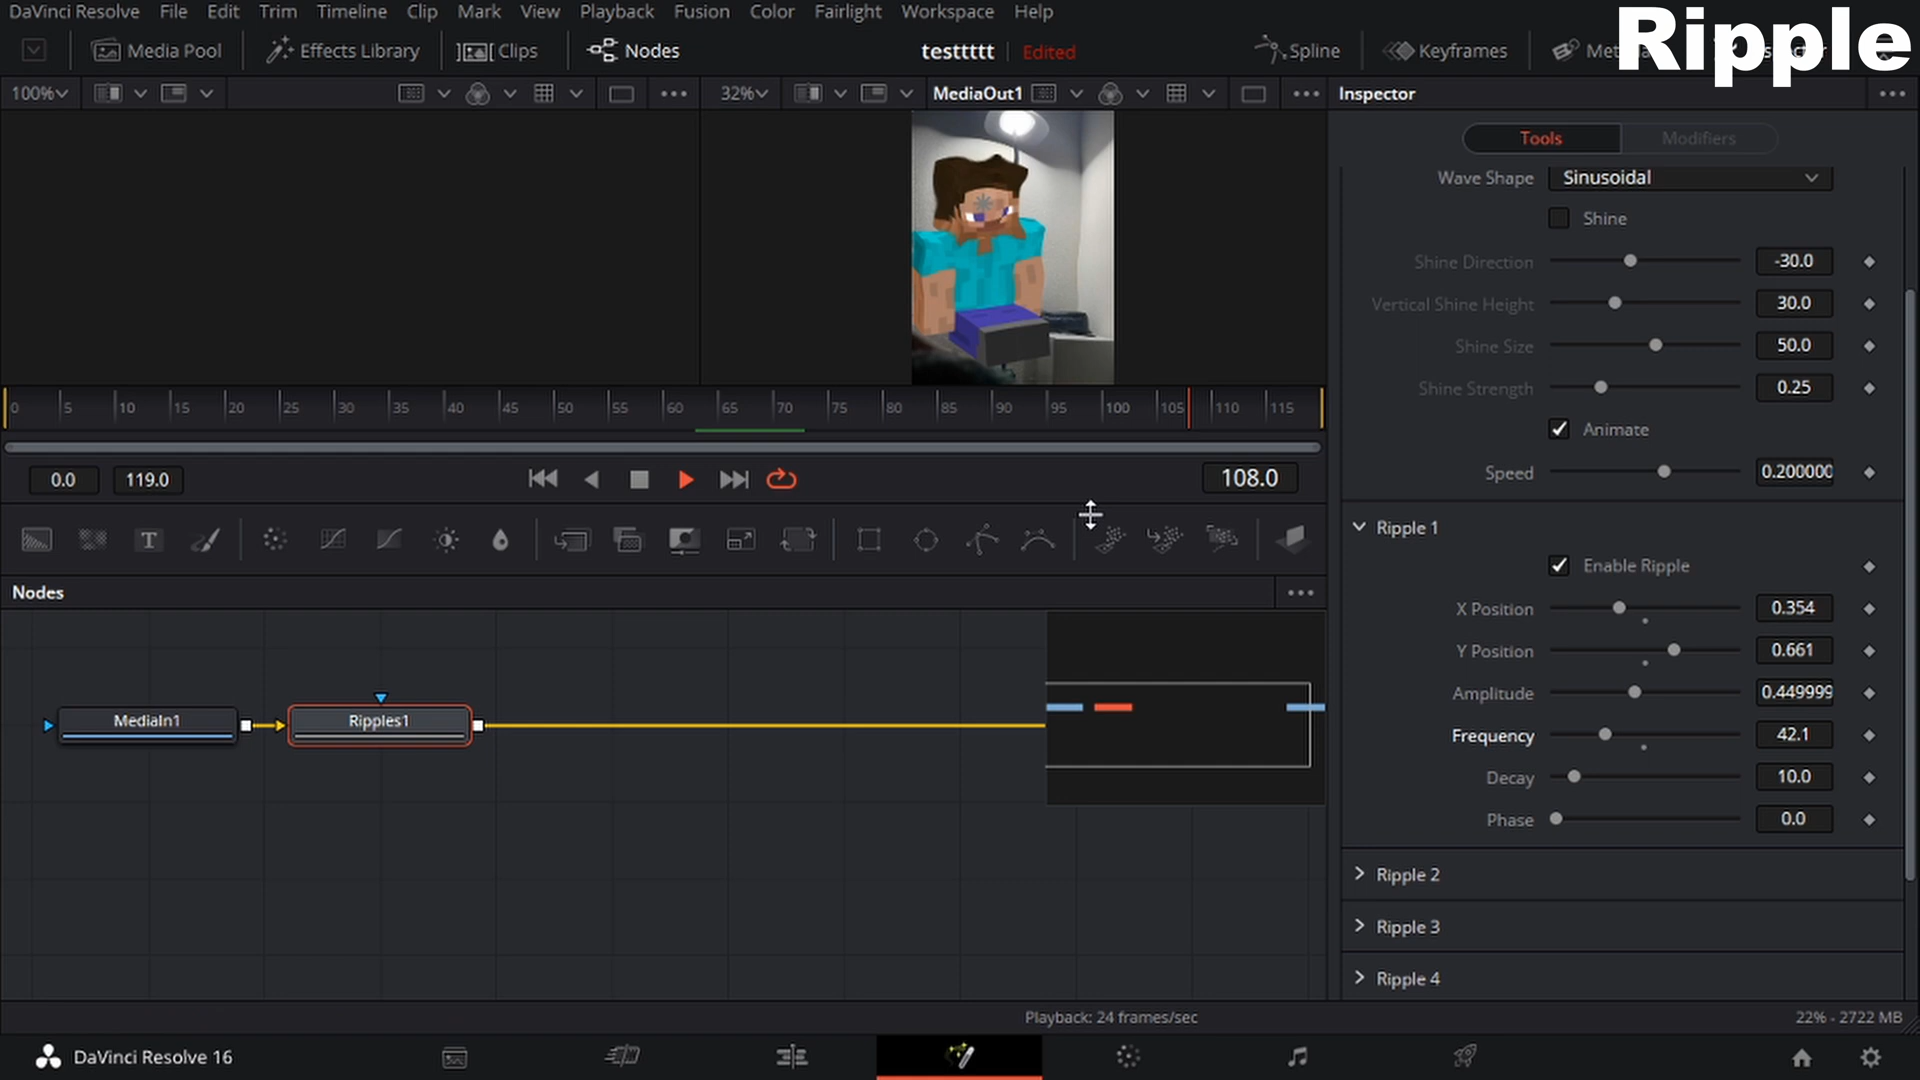 DaVinci Resolve File Edit Trim Timeline Clip Mark View Playback Fusion Color Fairlight Workspace Help
Ripple
Media Pool Effects Library Clips Nodes testtttt Edited Spline Keyframes
100% 32% MediaOut1 Inspector
Tools Modifiers
Wave Shape Sinusoidal
Shine
Shine Direction -30.0
Vertical Shine Height 30.0
Shine Size 50.0
Shine Strength 0.25
Animate
Speed 0.200000
0 5 10 15 20 25 30 35 40 45 50 55 60 65 70 75 80 85 90 95 100 105 110 115
0.0 119.0 108.0
T
Ripple 1
Enable Ripple
X Position 0.354
Y Position 0.661
Amplitude 0.449999
Frequency 42.1
Decay 10.0
Phase 0.0
Ripple 2
Ripple 3
Ripple 4
Nodes
MediaIn1 Ripples1
Playback: 24 frames/sec 22% - 2722 MB
DaVinci Resolve 16